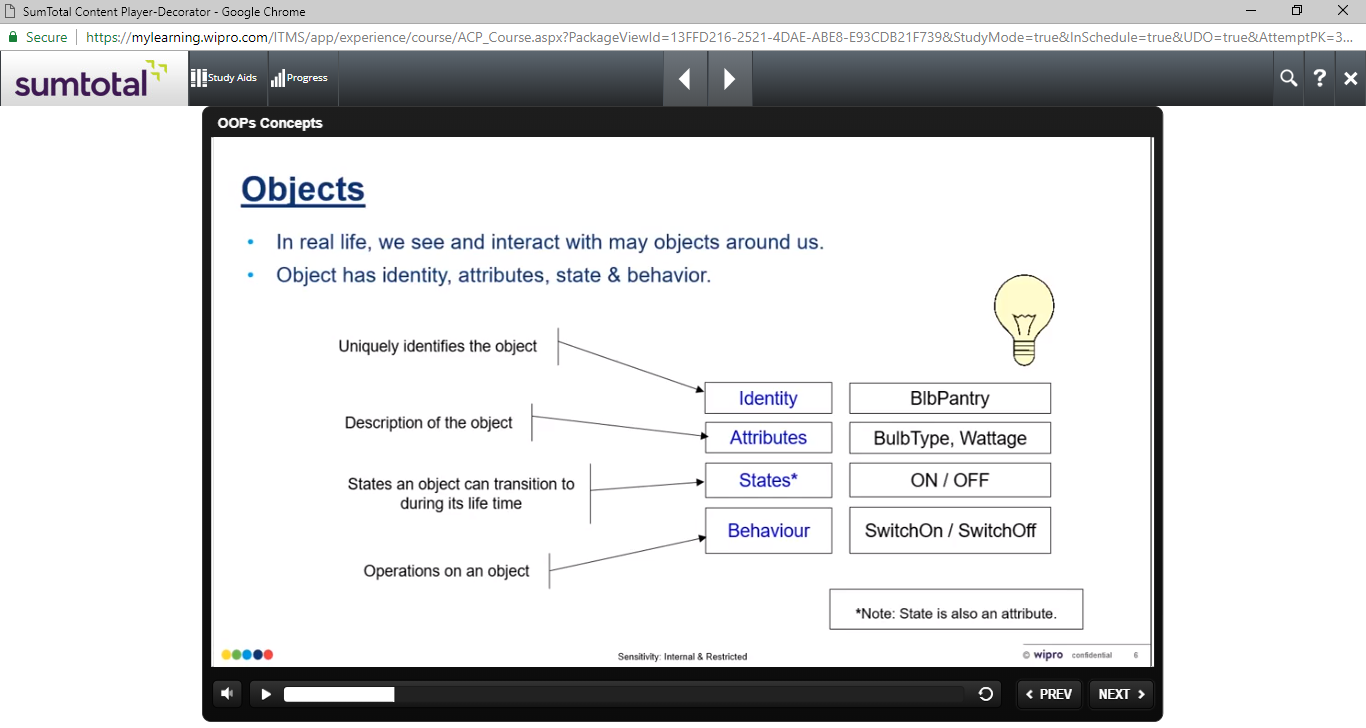 SumTotal Content Player-Decorator - Google Chrome
Secure | https://mylearning.wipro.com/ITMS/app/experience/course/ACP_Course.aspx?PackageViewId=13FFD216-2521-4DAE-ABE8-E93CDB21F739&StudyMode=true&InSchedule=true&UDO=true&AttemptPK=3...
sumtotal Study Aids Progress
OOPs Concepts
Objects
• In real life, we see and interact with may objects around us.
• Object has identity, attributes, state & behavior.
Uniquely identifies the object
Identity BlbPantry
Description of the object
Attributes BulbType, Wattage
States an object can transition to
during its life time
States* ON / OFF
Behaviour SwitchOn / SwitchOff
Operations on an object
*Note: State is also an attribute.
Sensitivity: Internal & Restricted
© wipro confidential 6
PREV NEXT